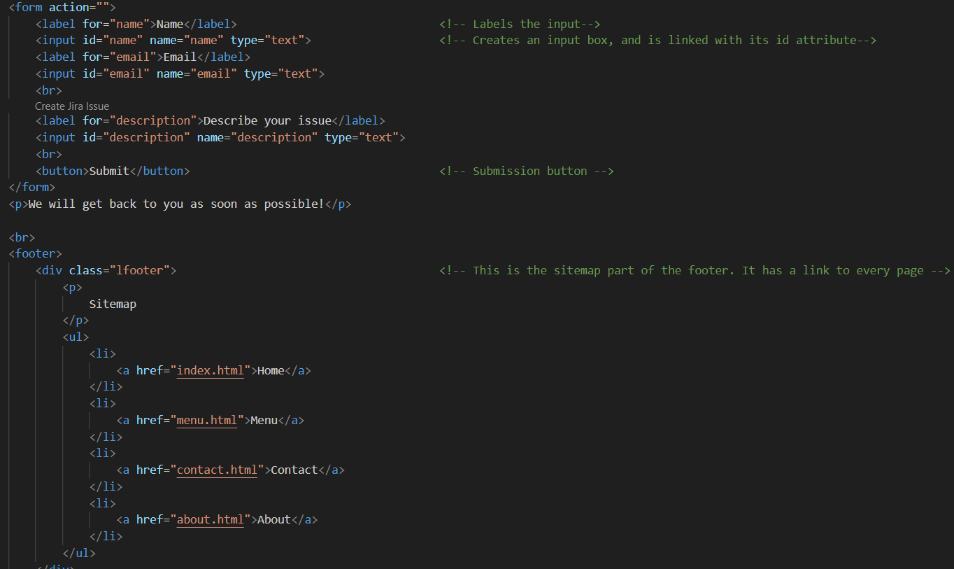 <form action="">
<label for="name">Name</label> <!-- Labels the input-->
<input id="name" name="name" type="text"> <!-- Creates an input box, and is linked with its id attribute-->
<label for="email">Email</label>
<input id="email" name="email" type="text">
<br>
Create Jira Issue
<label for="description">Describe your issue</label>
<input id="description" name="description" type="text">
<br>
<button>Submit</button> <!-- Submission button -->
</form>
<p>We will get back to you as soon as possible!</p>
<br>
<footer>
<div class="lfooter"> <!-- This is the sitemap part of the footer. It has a link to every page -->
<p>
Sitemap
</p>
<ul>
<li>
<a href="index.html">Home</a>
</li>
<li>
<a href="menu.html">Menu</a>
</li>
<li>
<a href="contact.html">Contact</a>
</li>
<li>
<a href="about.html">About</a>
</li>
</ul>
</div>